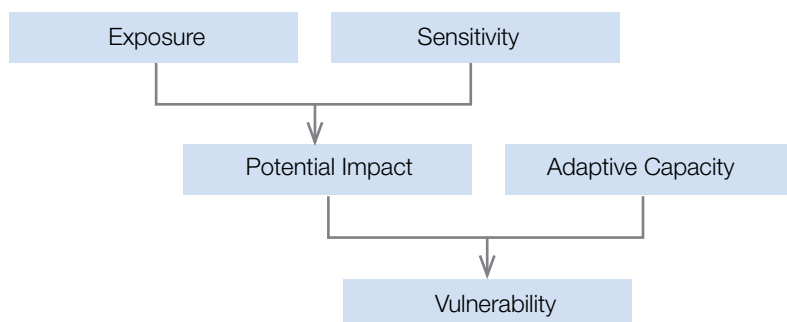 Exposure
Sensitivity
Potential Impact
Adaptive Capacity
Vulnerability